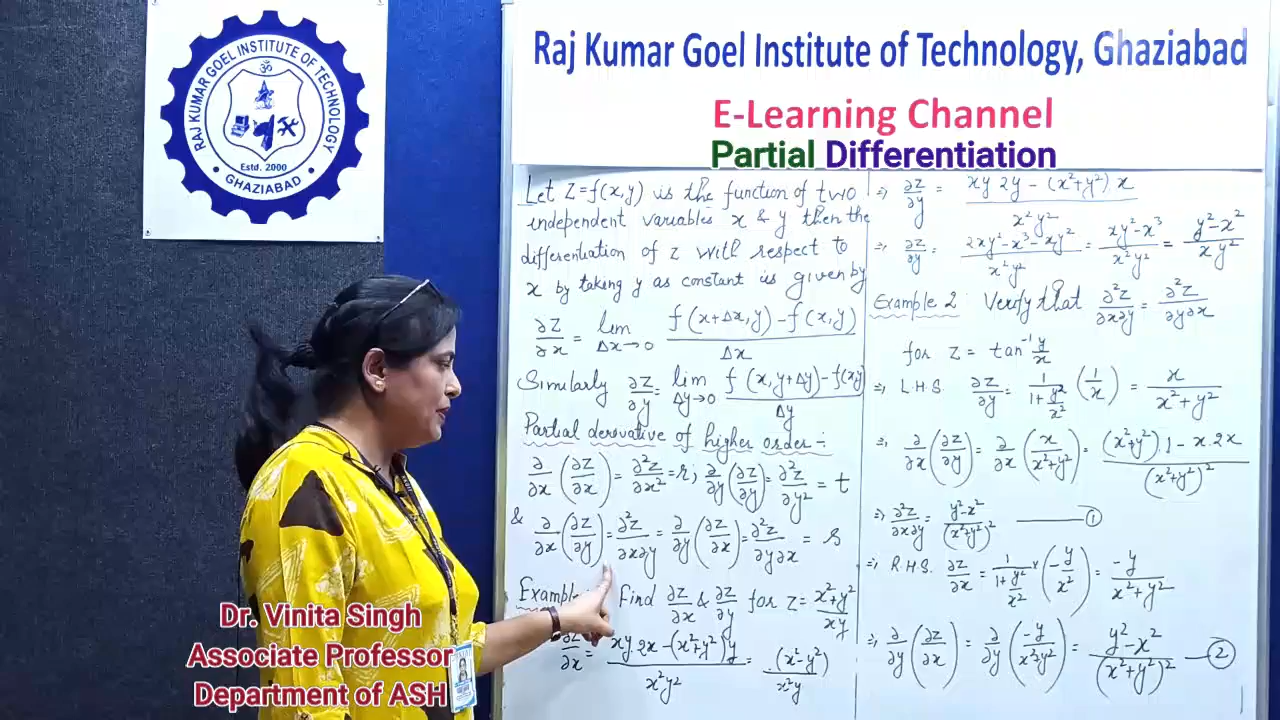 RAJ KUMAR GOEL INSTITUTE OF TECHNOLOGY
Estd. 2000
GHAZIABAD
Raj Kumar Goel Institute of Technology, Ghaziabad
E-Learning Channel
Partial Differentiation
Let Z = f(x,y) is the function of two
independent variables x & y then the
differentiation of z with respect to
x by taking y as constant is given by
∂Z/∂x = lim Δx→0 (f(x+Δx,y) - f(x,y))/Δx
Similarly ∂Z/∂y = lim Δy→0 (f(x,y+Δy) - f(x,y))/Δy
Partial derivative of higher order :-
∂/∂x (∂Z/∂x) = ∂²Z/∂x² = r; ∂/∂y (∂Z/∂y) = ∂²Z/∂y² = t
& ∂/∂x (∂Z/∂y) = ∂²Z/∂x∂y = ∂/∂y (∂Z/∂x) = ∂²Z/∂y∂x = s
Example Find ∂Z/∂x & ∂Z/∂y for Z = (x²+y²)/xy
∂Z/∂x = (xy 2x - (x²+y²)y)/x²y² = (x²-y²)/x²y
⇒ ∂Z/∂y = (xy 2y - (x²+y²) x)/x²y²
⇒ ∂Z/∂y = (2xy² - x³ - xy²)/x²y² = (xy² - x³)/x²y² = (y² - x²)/xy²
Example 2: Verify that ∂²Z/∂x∂y = ∂²Z/∂y∂x
for Z = tan⁻¹ y/x
⇒ L.H.S. ∂Z/∂y = 1/(1+y²/x²) (1/x) = x/(x²+y²)
⇒ ∂/∂x (∂Z/∂y) = ∂/∂x (x/(x²+y²)) = ((x²+y²).1 - x 2x)/(x²+y²)²
⇒ ∂²Z/∂x∂y = (y²-x²)/(x²+y²)² — ①
⇒ R.H.S. ∂Z/∂x = 1/(1+y²/x²) × (-y/x²) = -y/(x²+y²)
⇒ ∂/∂y (∂Z/∂x) = ∂/∂y (-y/(x²+y²)) = (y²-x²)/(x²+y²)² — ②
Dr. Vinita Singh
Associate Professor
Department of ASH